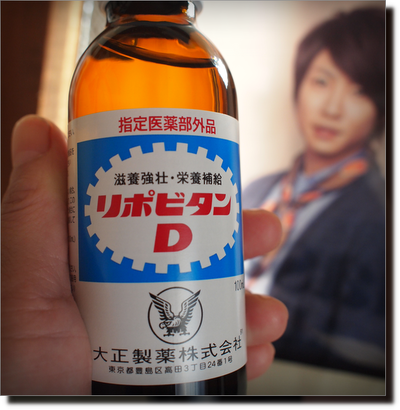 指定医薬部外品
滋養強壮・栄養補給
リポビタン
D
100m
大正製薬株式会社
東京都豊島区高田3丁目24番1号